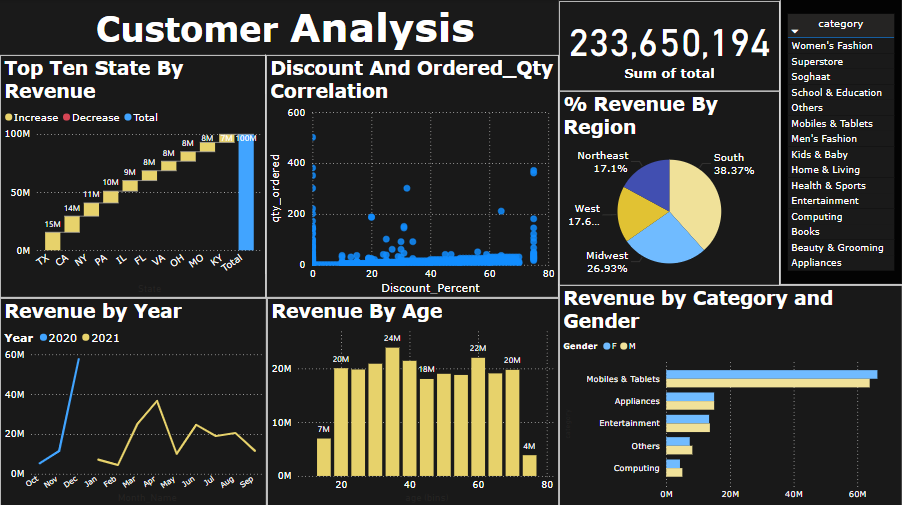 Customer Analysis
233,650,194
Sum of total
category
Women's Fashion
Superstore
Soghaat
School & Education
Others
Mobiles & Tablets
Men's Fashion
Kids & Baby
Home & Living
Health & Sports
Entertainment
Computing
Books
Beauty & Grooming
Appliances
Top Ten State By
Revenue
Increase Decrease Total
100M
50M
0M
15M
14M
11M
10M
9M
8M
8M
8M
8M
7M
100M
TX CA NY PA IL FL VA OH MO KY Total
State
Discount And Ordered_Qty
Correlation
qty_ordered
600
400
200
0
0 20 40 60 80
Discount_Percent
% Revenue By
Region
Northeast
17.1%
South
38.37%
West
17.6...
Midwest
26.93%
Revenue by Year
Year 2020 2021
60M
40M
20M
0M
Oct Nov Dec Jan Feb Mar Apr May Jun Jul Aug Sep
Month Name
Revenue By Age
20M
10M
0M
7M
20M
24M
18M
22M
20M
4M
20 40 60 80
Revenue by Category and
Gender
Gender F M
Mobiles & Tablets
Appliances
Entertainment
Others
Computing
0M 20M 40M 60M